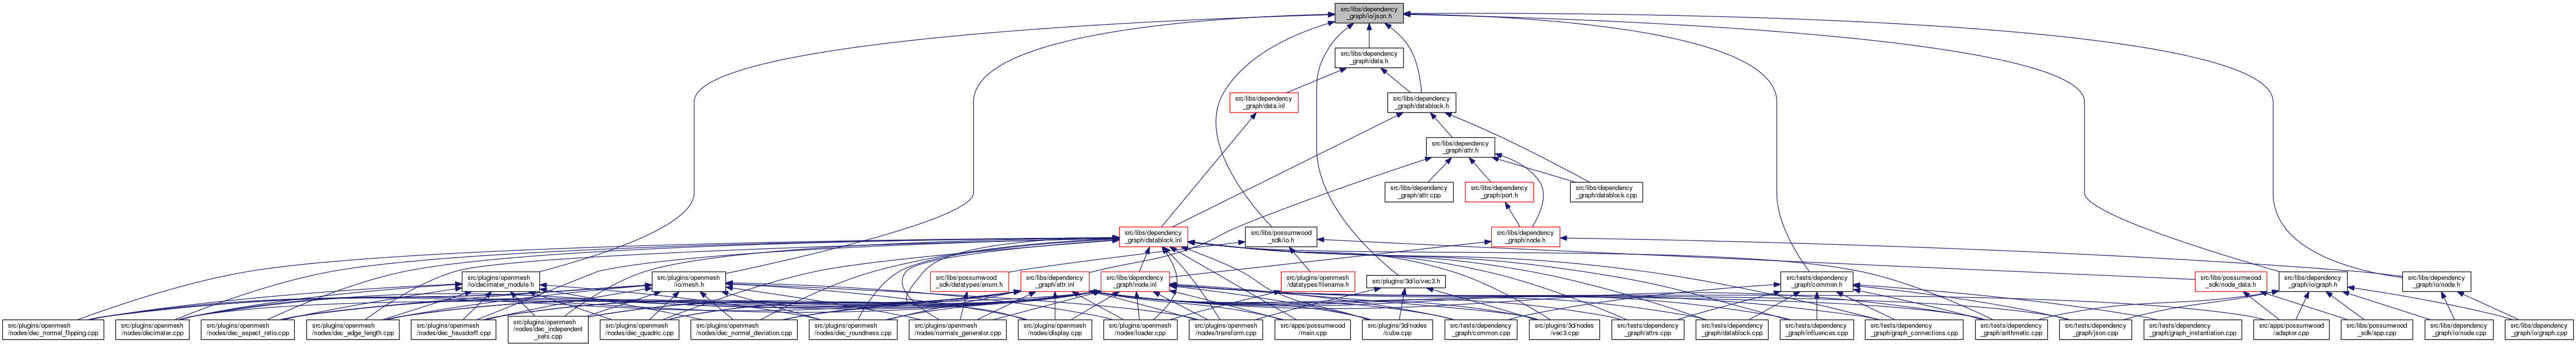 src/libs/dependency
_graph/io/json.h
src/libs/dependency
_graph/data.h
src/libs/dependency
_graph/data.inl
src/libs/dependency
_graph/datablock.h
src/libs/dependency
_graph/attr.h
src/libs/dependency
_graph/attr.cpp
src/libs/dependency
_graph/port.h
src/libs/dependency
_graph/datablock.cpp
src/libs/dependency
_graph/datablock.inl
src/libs/possumwood
_sdk/io.h
src/libs/dependency
_graph/node.h
src/plugins/openmesh
/io/decimater_module.h
src/plugins/openmesh
/io/mesh.h
src/libs/possumwood
_sdk/datatypes/enum.h
src/libs/dependency
_graph/attr.inl
src/libs/dependency
_graph/node.inl
src/plugins/openmesh
/datatypes/filename.h
src/plugins/3d/io/vec3.h
src/tests/dependency
_graph/common.h
src/libs/possumwood
_sdk/node_data.h
src/libs/dependency
_graph/io/graph.h
src/libs/dependency
_graph/io/node.h
src/plugins/openmesh
/nodes/dec_normal_flipping.cpp
src/plugins/openmesh
/nodes/decimater.cpp
src/plugins/openmesh
/nodes/dec_aspect_ratio.cpp
src/plugins/openmesh
/nodes/dec_edge_length.cpp
src/plugins/openmesh
/nodes/dec_hausdorff.cpp
src/plugins/openmesh
/nodes/dec_independent
_sets.cpp
src/plugins/openmesh
/nodes/dec_quadric.cpp
src/plugins/openmesh
/nodes/dec_normal_deviation.cpp
src/plugins/openmesh
/nodes/dec_roundness.cpp
src/plugins/openmesh
/nodes/normals_generator.cpp
src/plugins/openmesh
/nodes/display.cpp
src/plugins/openmesh
/nodes/loader.cpp
src/plugins/openmesh
/nodes/transform.cpp
src/apps/possumwood
/main.cpp
src/plugins/3d/nodes
/cube.cpp
src/tests/dependency
_graph/common.cpp
src/plugins/3d/nodes
/vec3.cpp
src/tests/dependency
_graph/attrs.cpp
src/tests/dependency
_graph/datablock.cpp
src/tests/dependency
_graph/influences.cpp
src/tests/dependency
_graph/graph_connections.cpp
src/tests/dependency
_graph/arithmetic.cpp
src/tests/dependency
_graph/json.cpp
src/tests/dependency
_graph/graph_instantiation.cpp
src/apps/possumwood
/adaptor.cpp
src/libs/possumwood
_sdk/app.cpp
src/libs/dependency
_graph/io/node.cpp
src/libs/dependency
_graph/io/graph.cpp